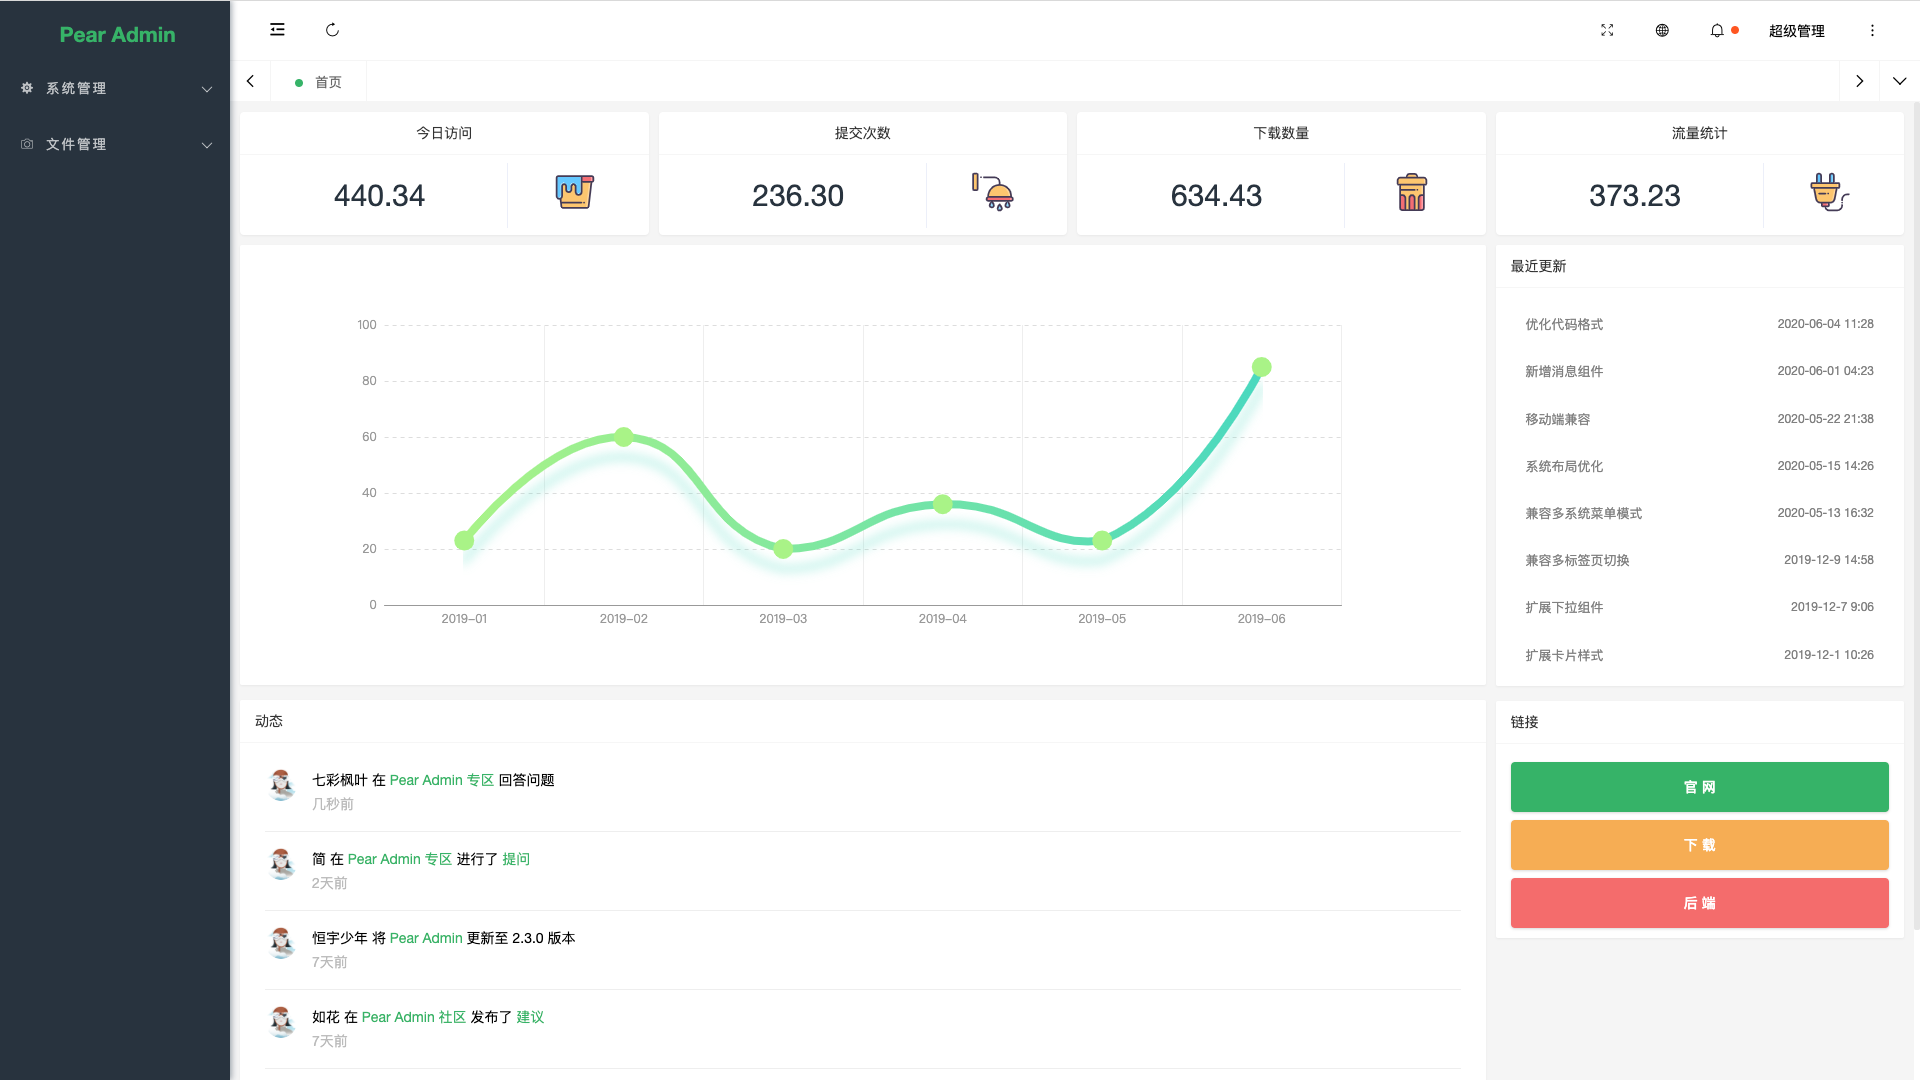 Pear Admin
系统管理
文件管理
超级管理
首页
今日访问
440.34
提交次数
236.30
下载数量
634.43
流量统计
373.23
100
80
60
40
20
0
2019-01 2019-02 2019-03 2019-04 2019-05 2019-06
最近更新
优化代码格式 2020-06-04 11:28
新增消息组件 2020-06-01 04:23
移动端兼容 2020-05-22 21:38
系统布局优化 2020-05-15 14:26
兼容多系统菜单模式 2020-05-13 16:32
兼容多标签页切换 2019-12-9 14:58
扩展下拉组件 2019-12-7 9:06
扩展卡片样式 2019-12-1 10:26
动态
七彩枫叶 在 Pear Admin 专区 回答问题
几秒前
简 在 Pear Admin 专区 进行了 提问
2天前
恒宇少年 将 Pear Admin 更新至 2.3.0 版本
7天前
如花 在 Pear Admin 社区 发布了 建议
7天前
链接
官 网
下 载
后 端